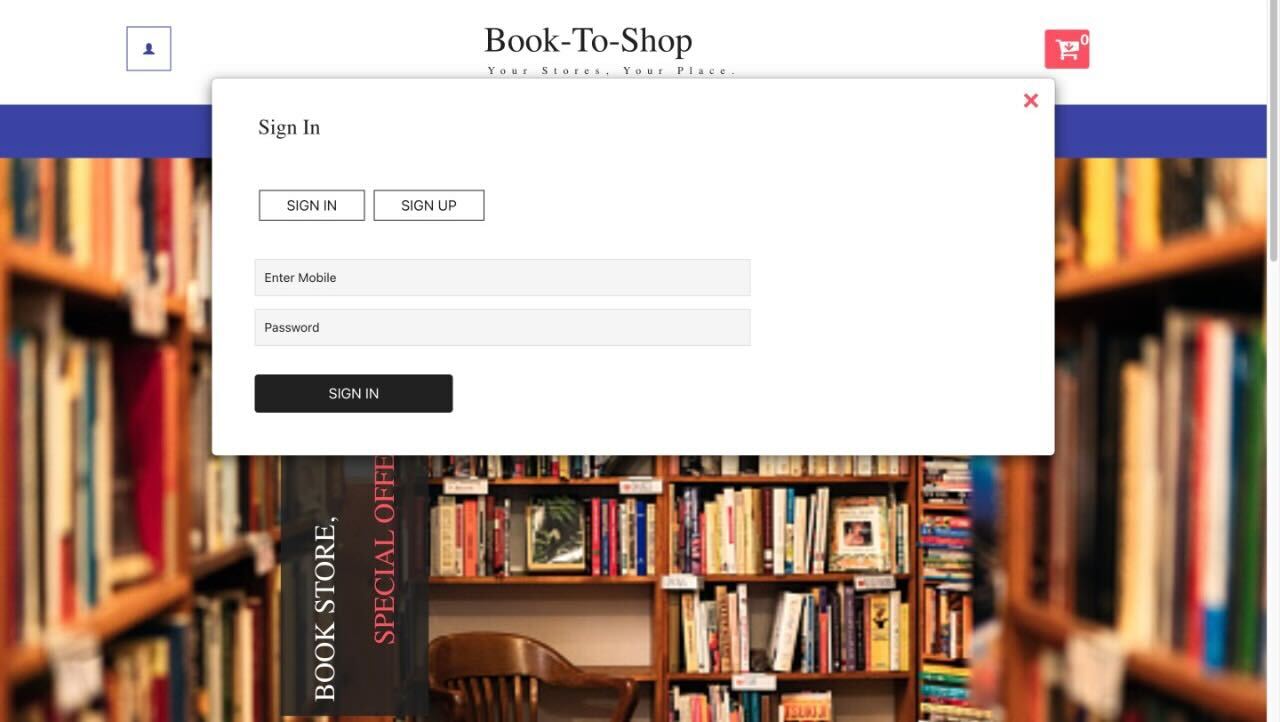 Book-To-Shop
0
Your Stores, Your Place.
Sign In
SIGN IN
SIGN UP
Enter Mobile
Password
SIGN IN
BOOK STORE,
SPECIAL OFFE